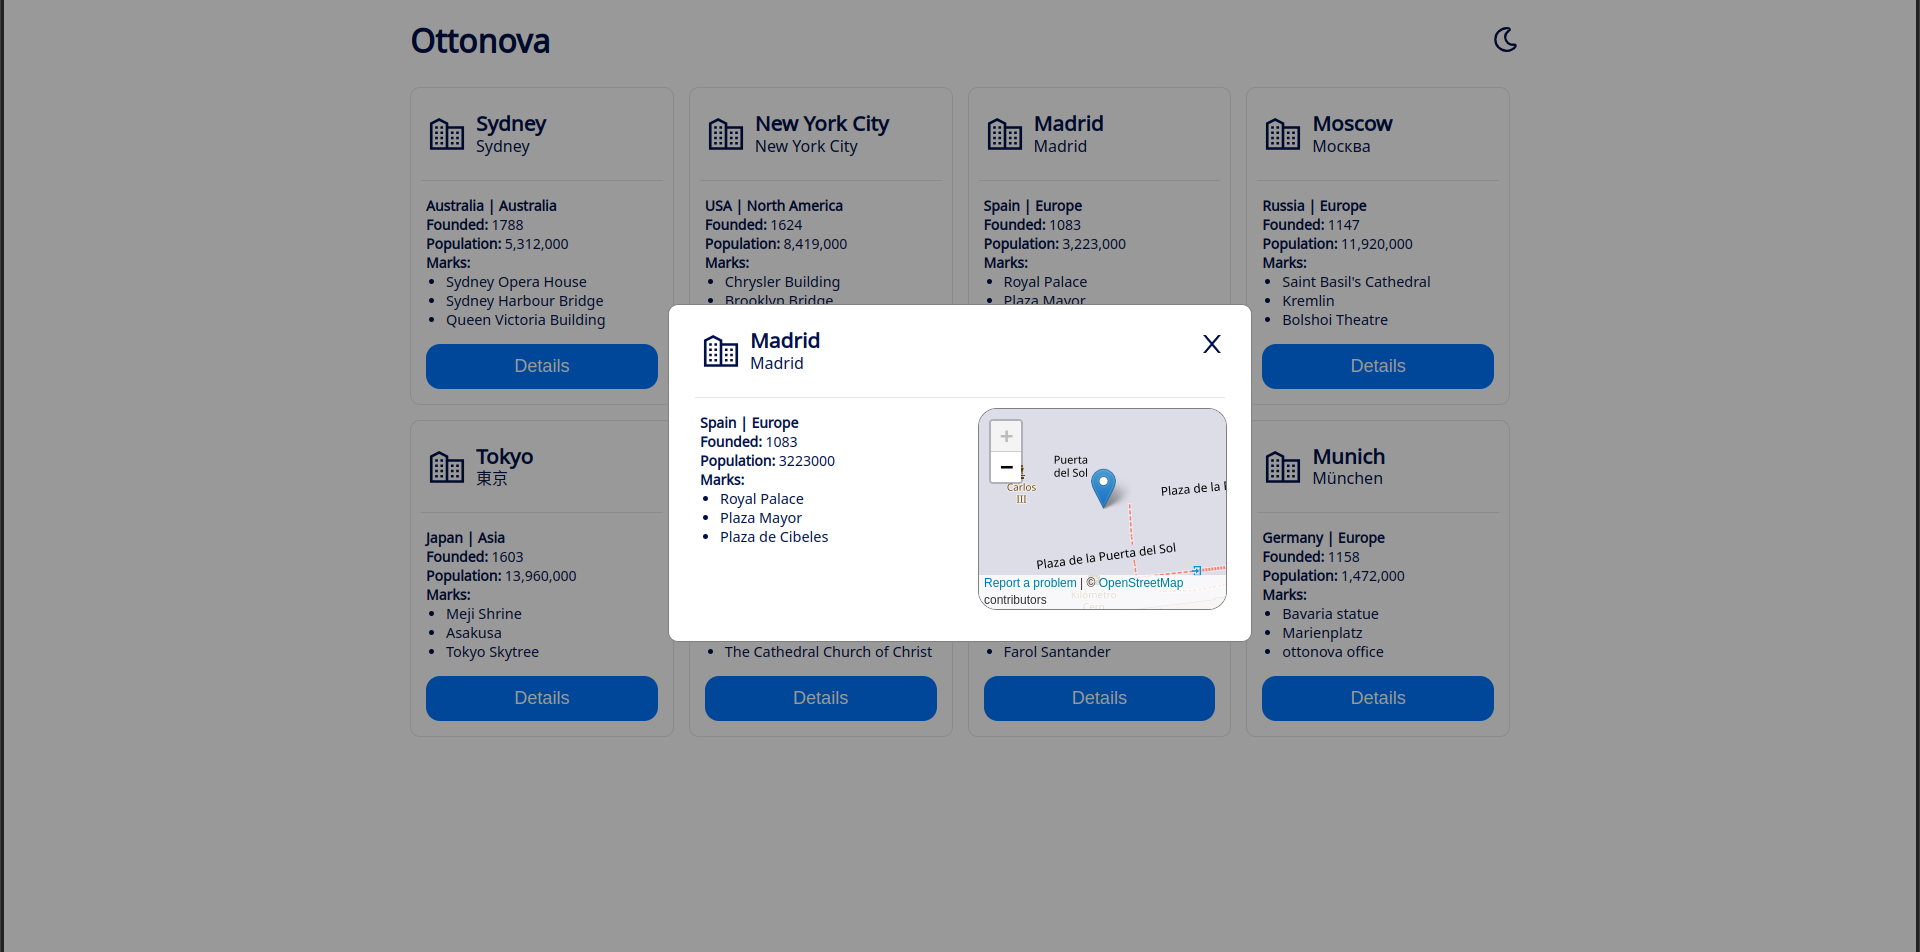 Ottonova
Sydney
Sydney
Australia | Australia
Founded: 1788
Population: 5,312,000
Marks:
Sydney Opera House
Sydney Harbour Bridge
Queen Victoria Building
Details
New York City
New York City
USA | North America
Founded: 1624
Population: 8,419,000
Marks:
Chrysler Building
Brooklyn Bridge
Madrid
Madrid
Spain | Europe
Founded: 1083
Population: 3,223,000
Marks:
Royal Palace
Plaza Mayor
Moscow
Москва
Russia | Europe
Founded: 1147
Population: 11,920,000
Marks:
Saint Basil's Cathedral
Kremlin
Bolshoi Theatre
Details
Madrid
Madrid
X
Spain | Europe
Founded: 1083
Population: 3223000
Marks:
Royal Palace
Plaza Mayor
Plaza de Cibeles
+
−
Puerta
del Sol
Carlos
III
Plaza de la
Plaza de la Puerta del Sol
Kilómetro
Cero
Report a problem | © OpenStreetMap
contributors
Tokyo
東京
Japan | Asia
Founded: 1603
Population: 13,960,000
Marks:
Meji Shrine
Asakusa
Tokyo Skytree
Details
The Cathedral Church of Christ
Details
Farol Santander
Details
Munich
München
Germany | Europe
Founded: 1158
Population: 1,472,000
Marks:
Bavaria statue
Marienplatz
ottonova office
Details